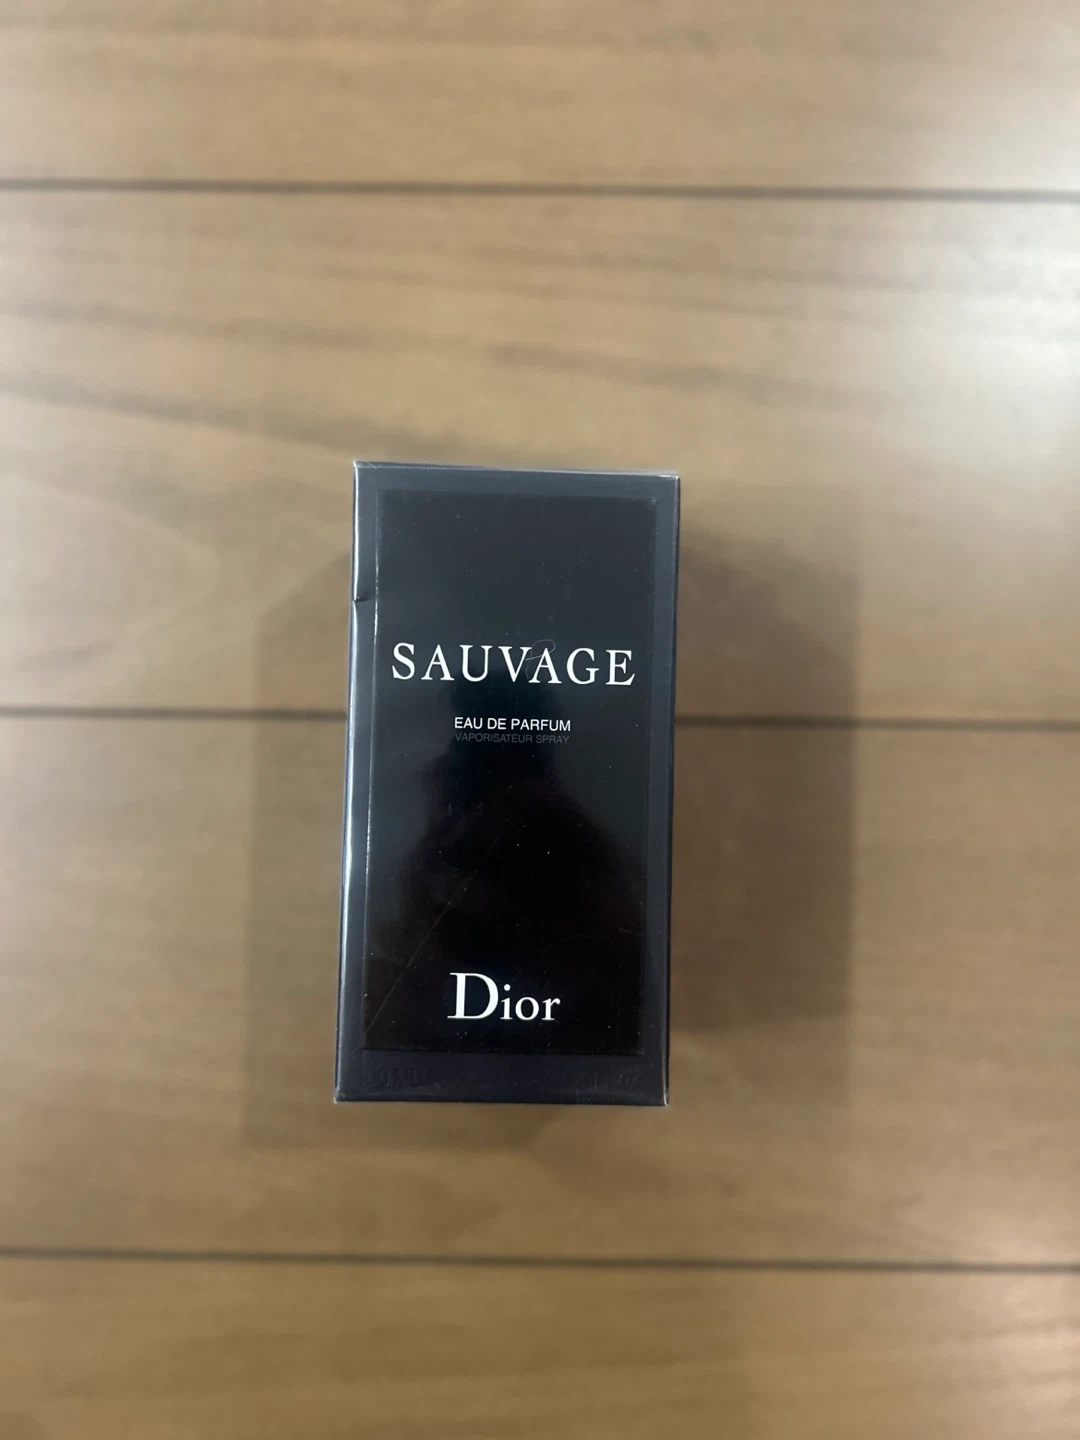 SAUVAGE
EAU DE PARFUM
VAPORISATEUR SPRAY
Dior